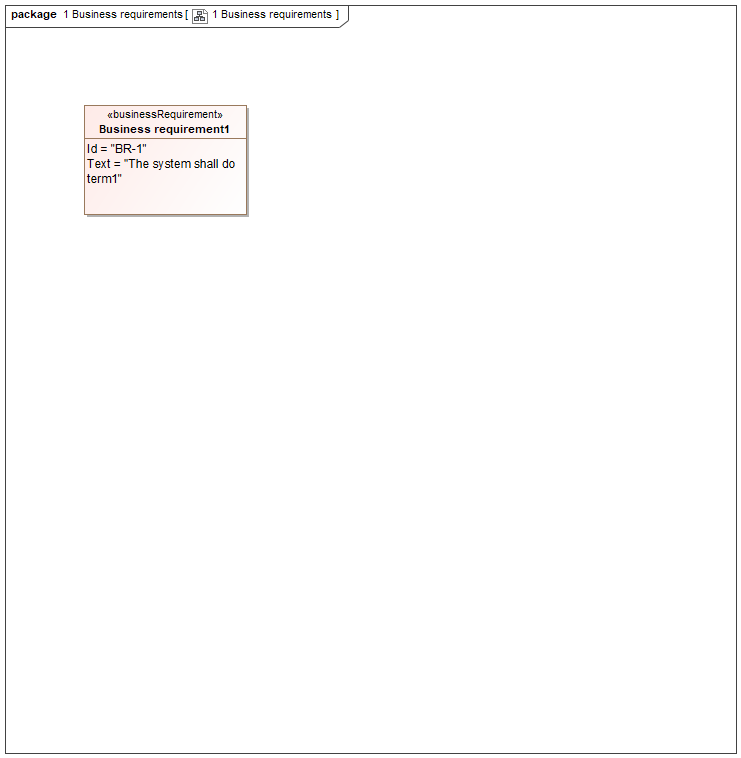 package 1 Business requirements [ 1 Business requirements ]
«businessRequirement»
Business requirement1
Id = "BR-1"
Text = "The system shall do
term1"